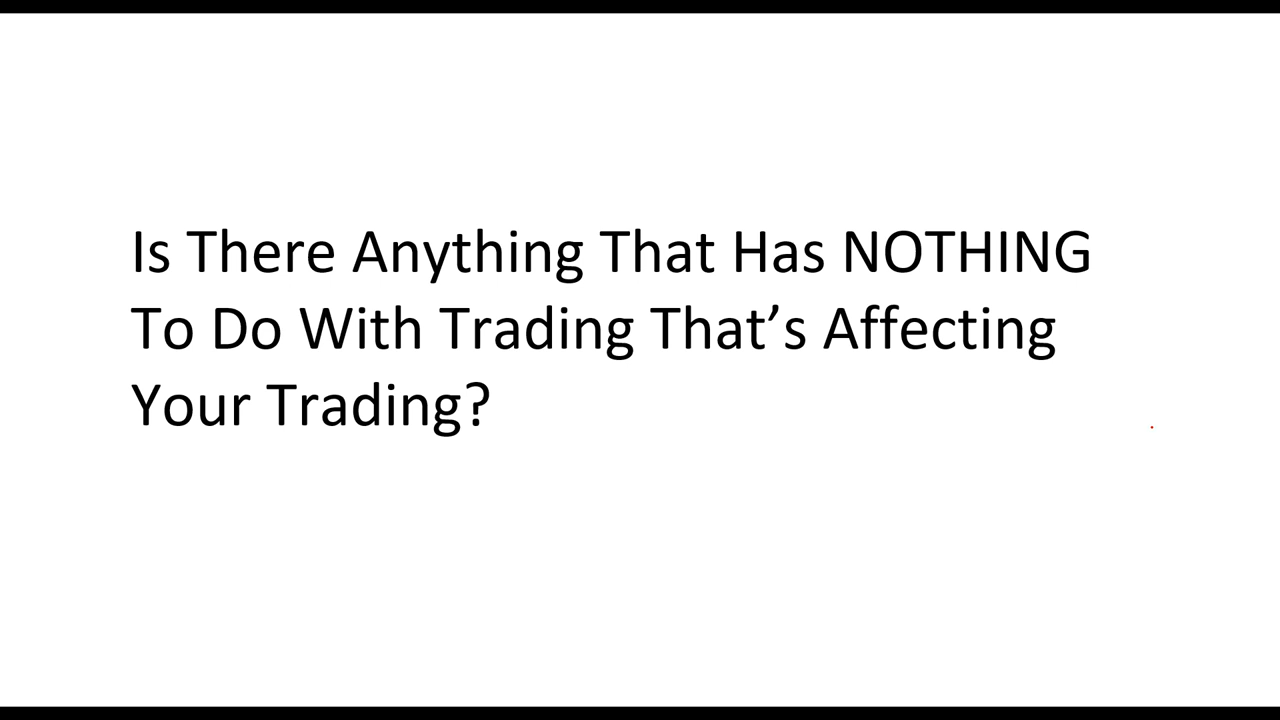 Is There Anything That Has NOTHING
To Do With Trading That’s Affecting
Your Trading?